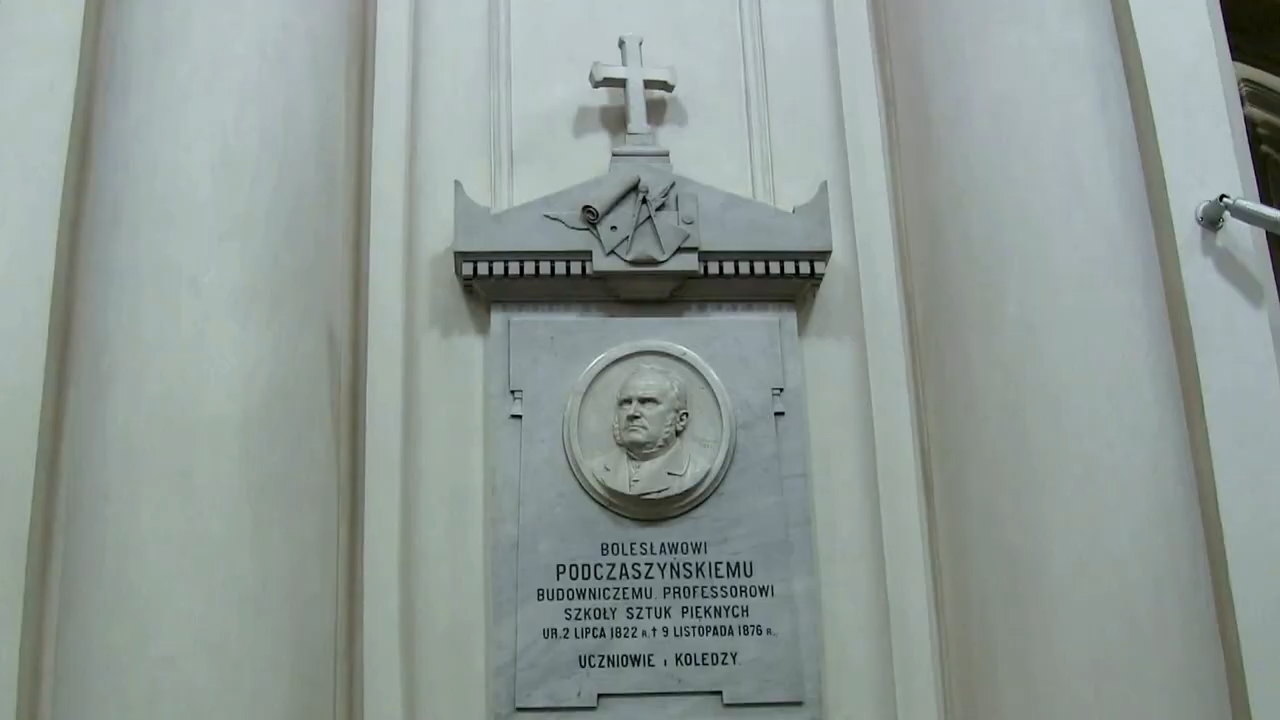 BOLESŁAWOWI
PODCZASZYŃSKIEMU
BUDOWNICZEMU, PROFESSOROWI
SZKOŁY SZTUK PIĘKNYCH
UR. 2 LIPCA 1822 R. † 9 LISTOPADA 1876 R.
UCZNIOWIE I KOLEDZY.